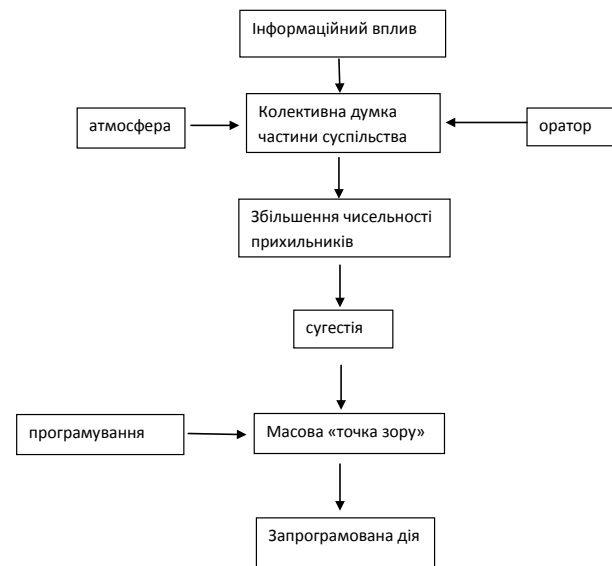 Інформаційний вплив
Колективна думка
частини суспільства
атмосфера
оратор
Збільшення чисельності
прихильників
сугестія
програмування
Масова «точка зору»
Запрограмована дія